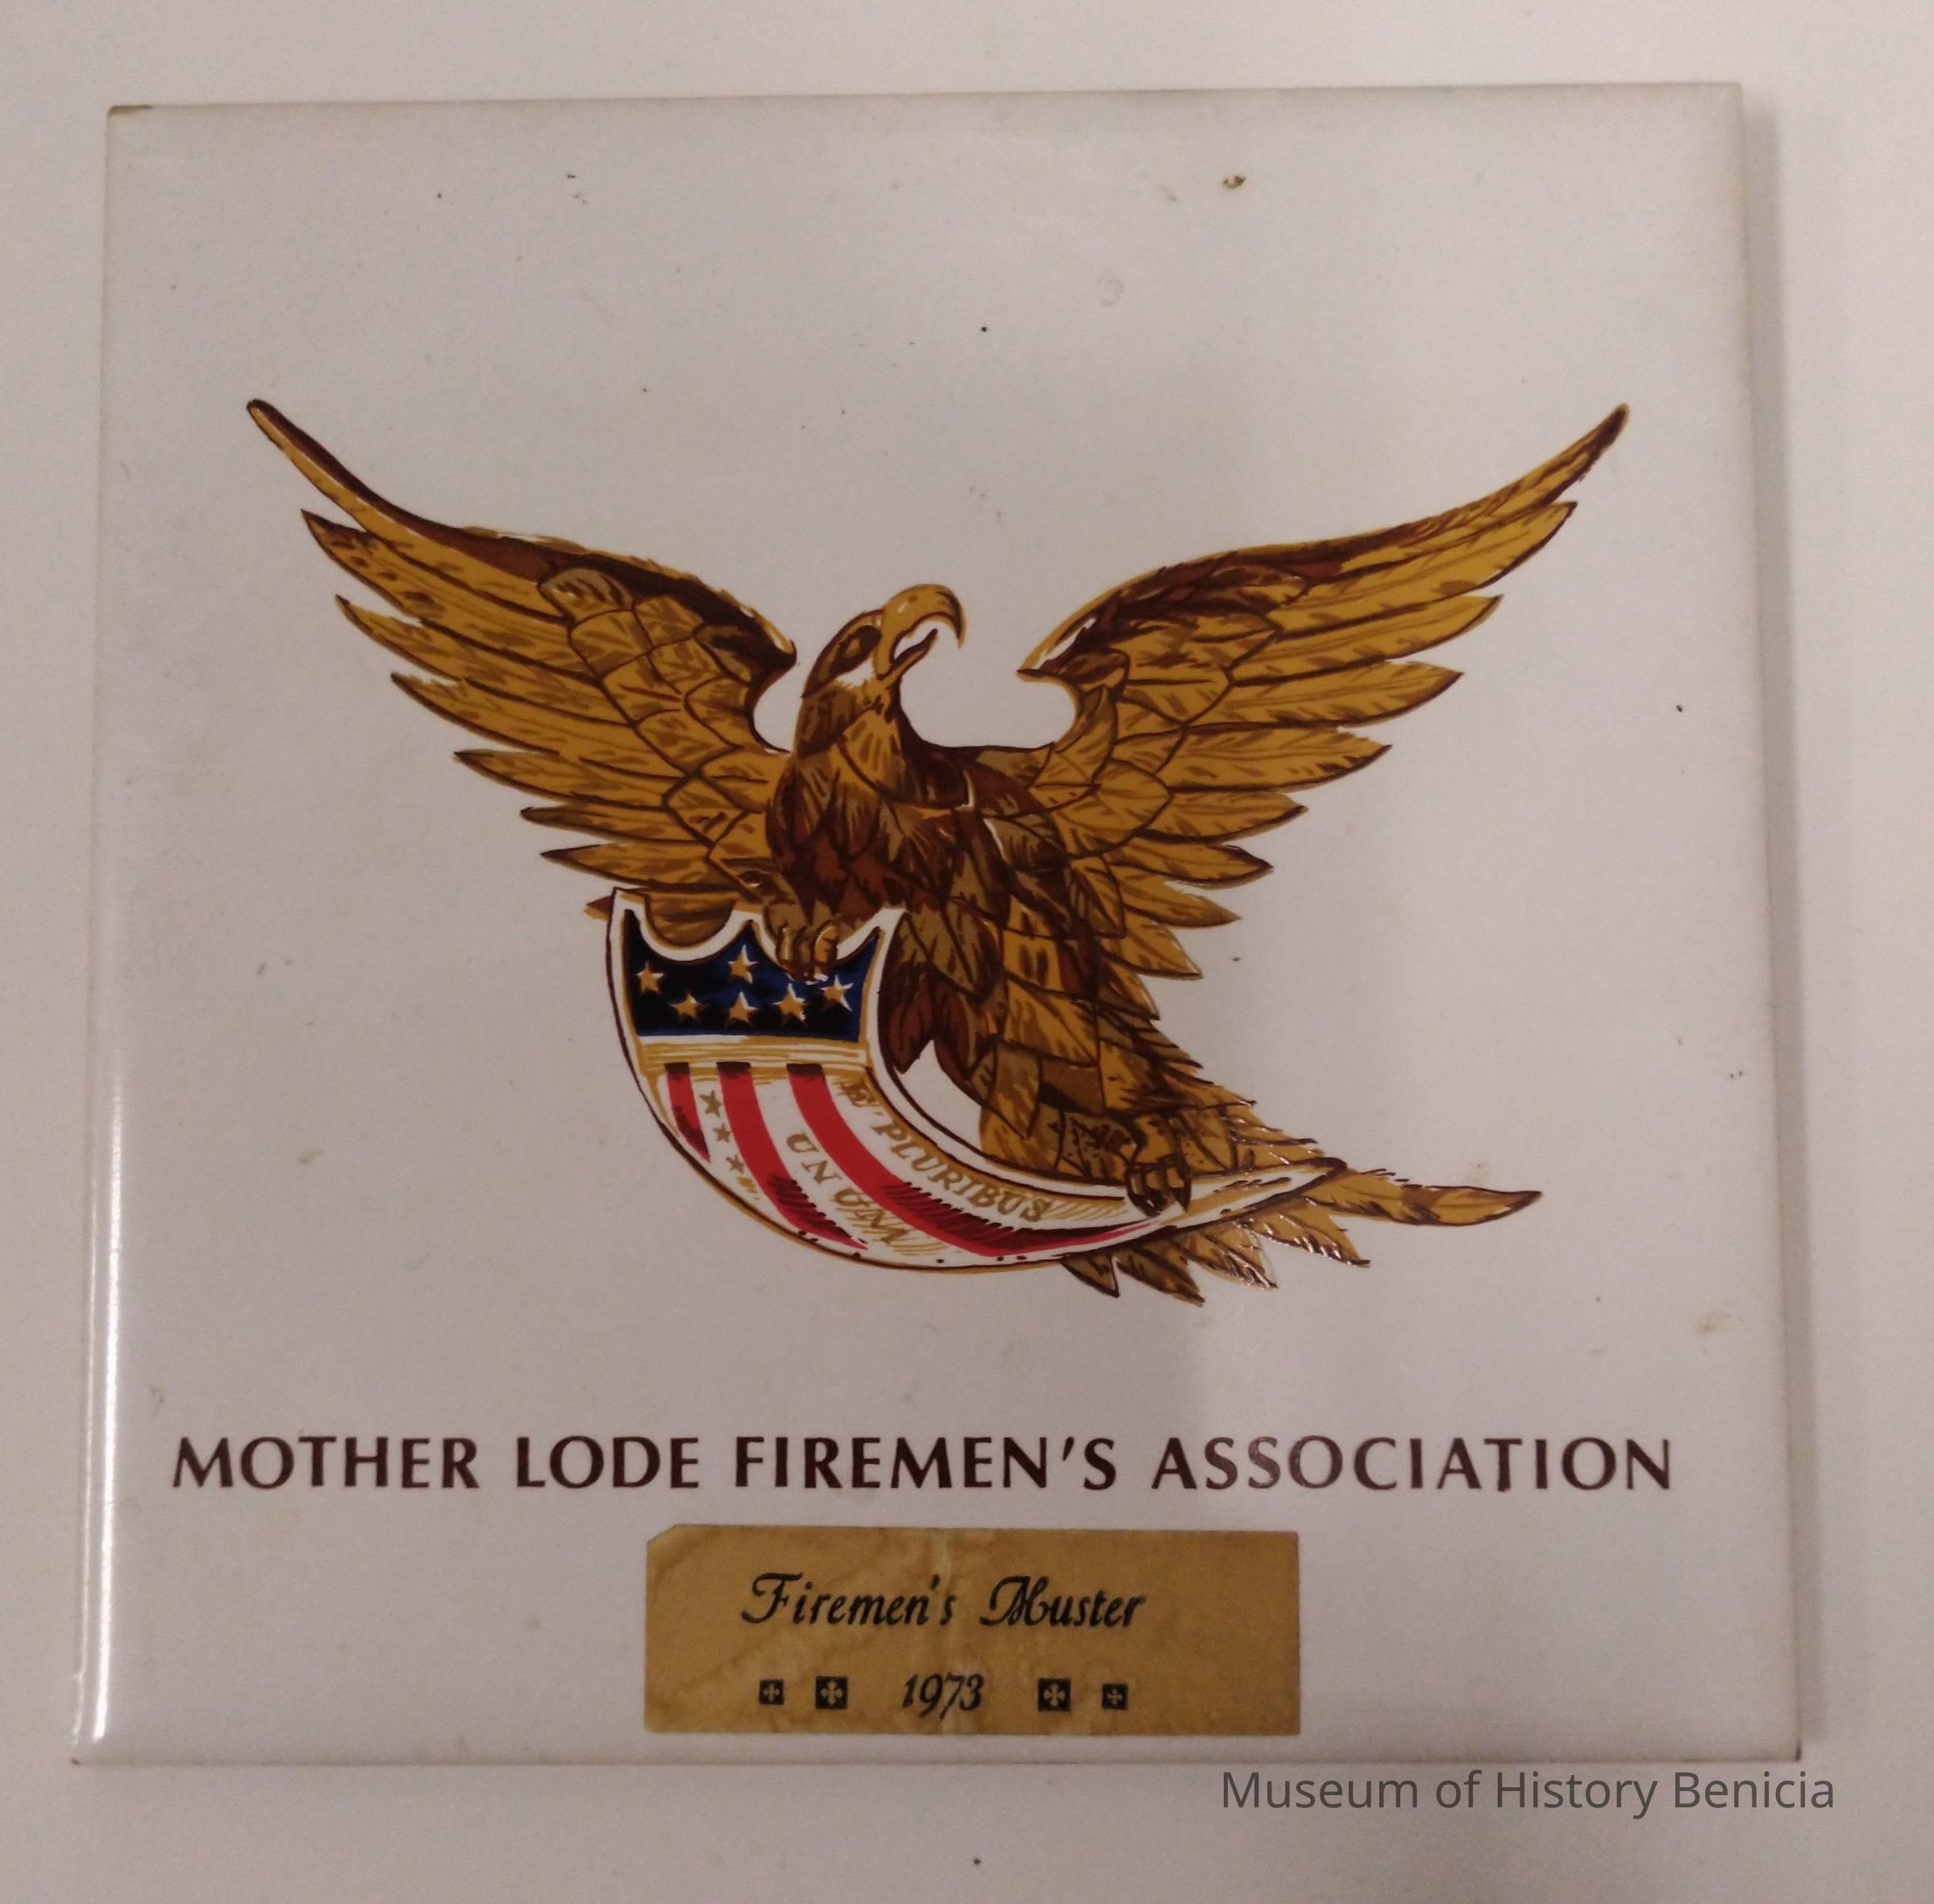 E' PLURIBUS
UNUM
MOTHER LODE FIREMEN'S ASSOCIATION
Firemen's Muster
1973
Museum of History Benicia